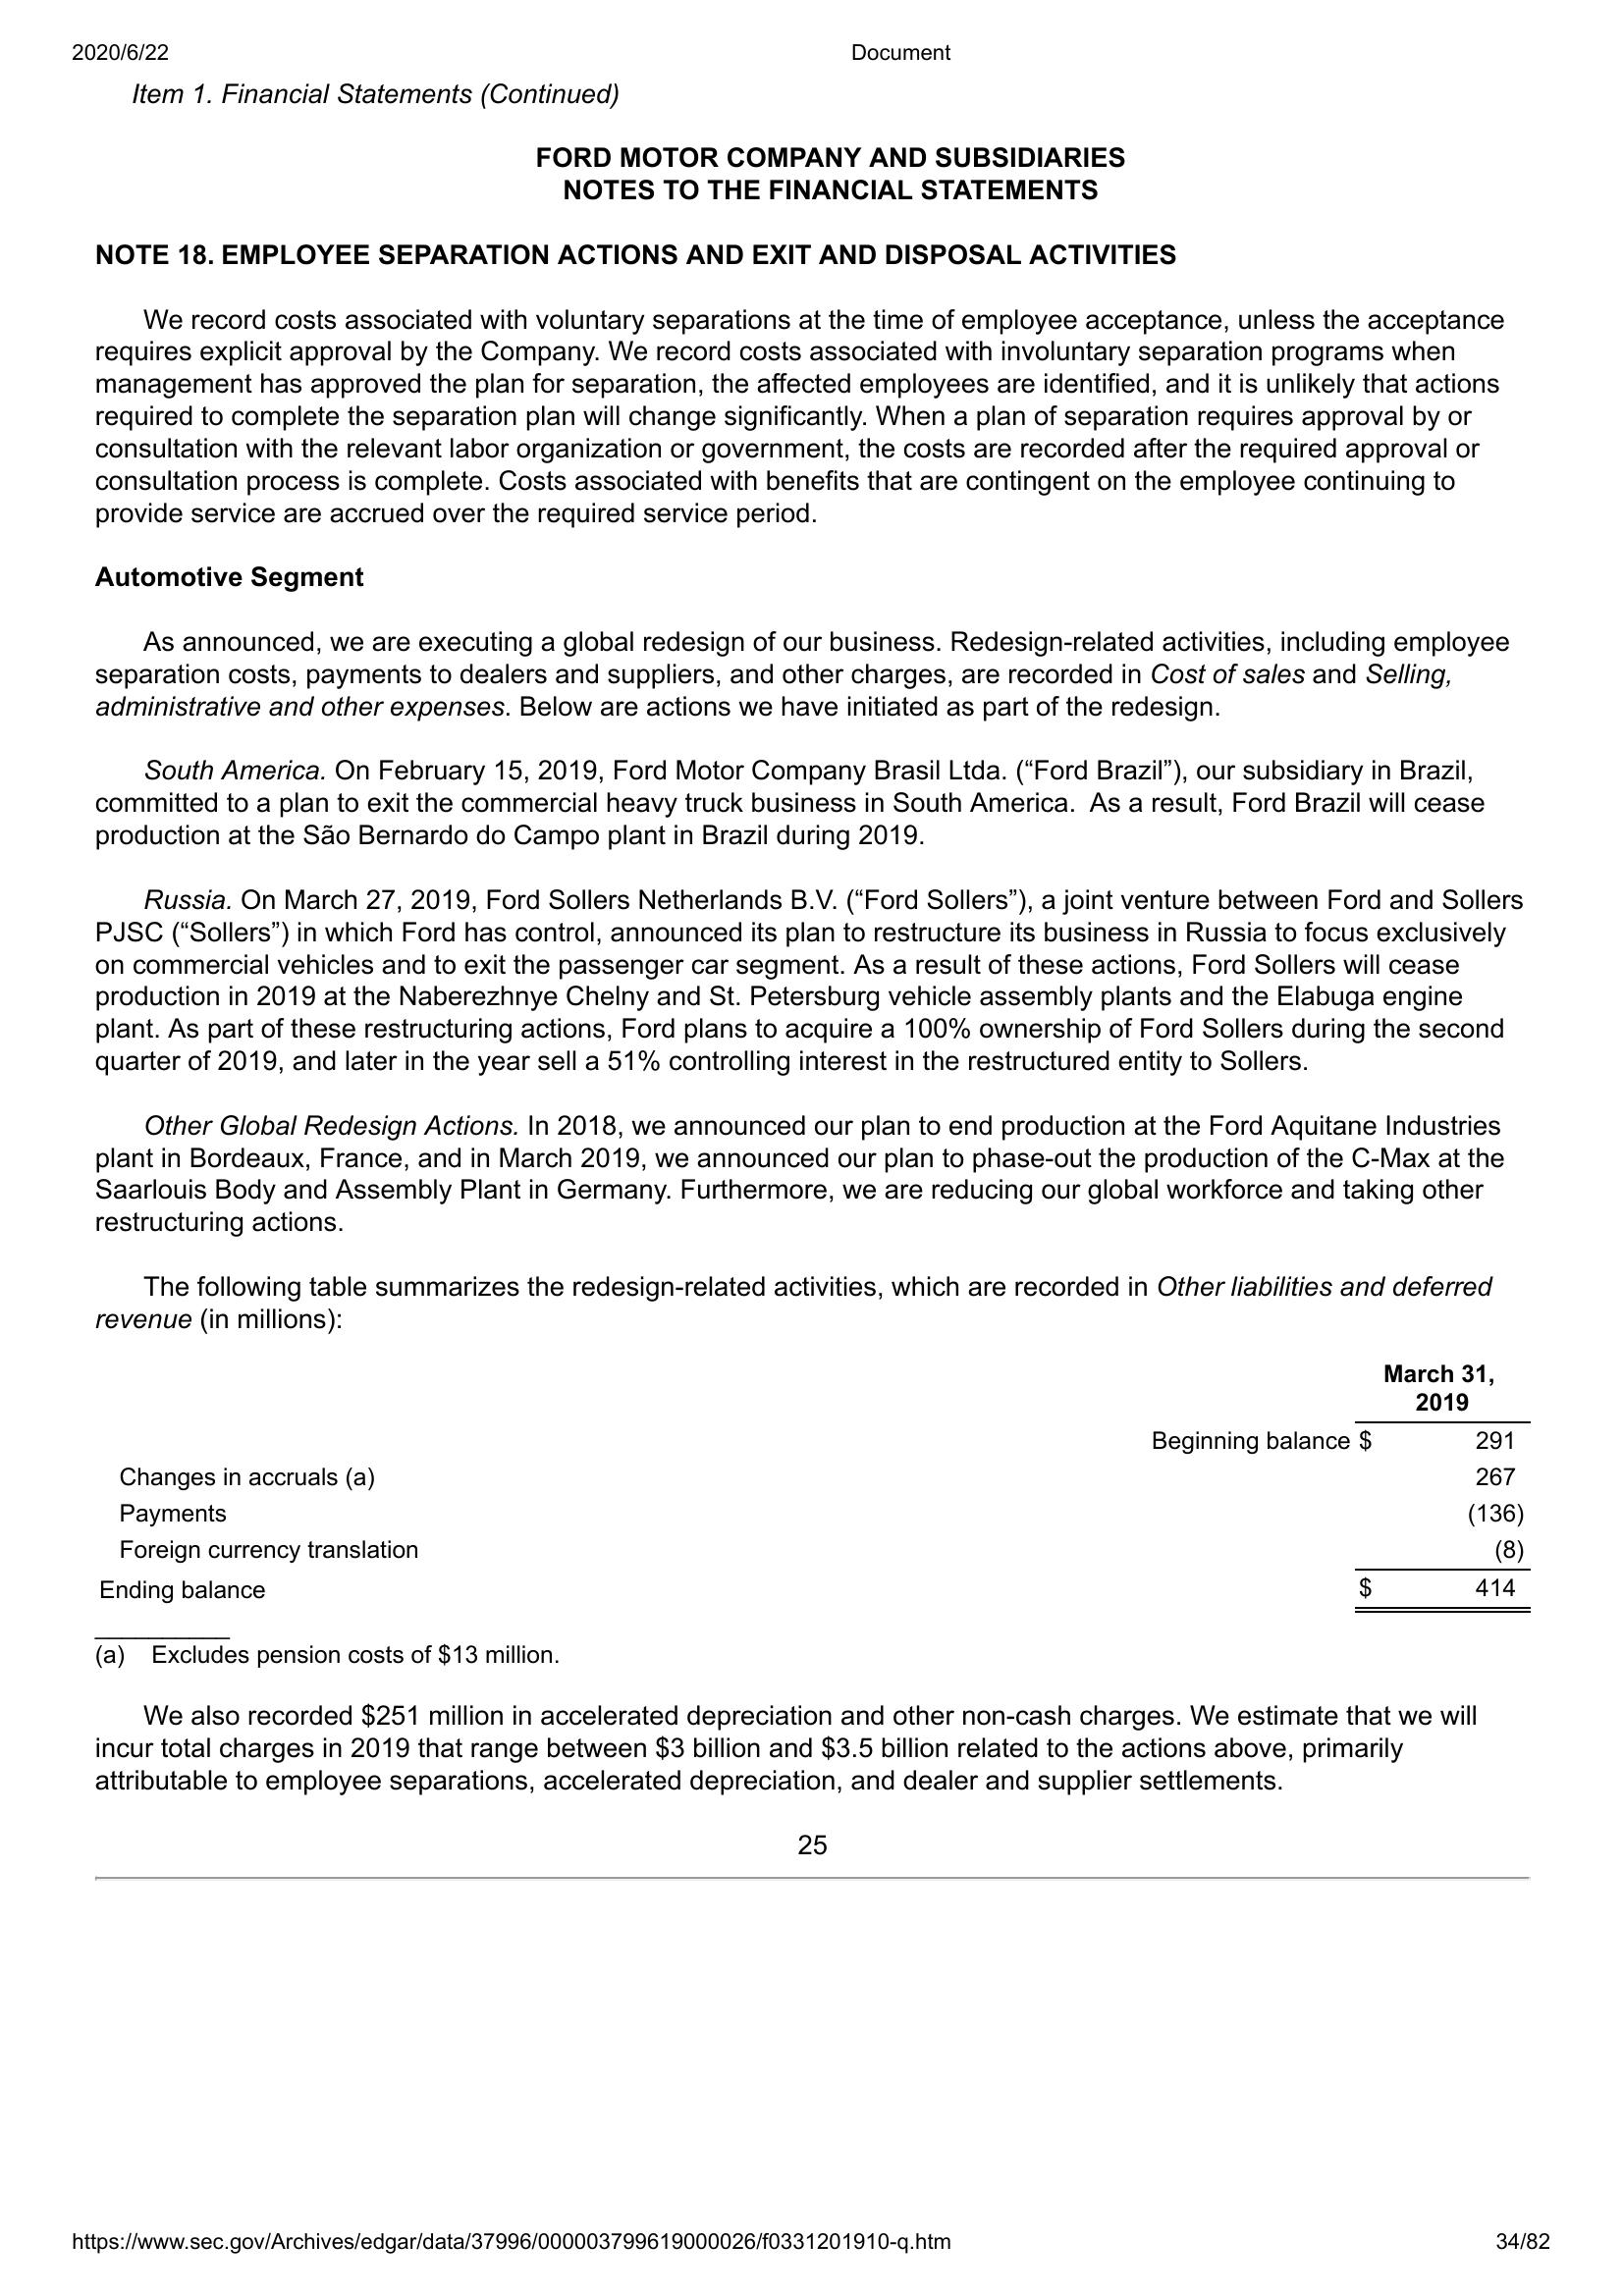 2020/6/22 Document
Item 1. Financial Statements (Continued)
FORD MOTOR COMPANY AND SUBSIDIARIES
NOTES TO THE FINANCIAL STATEMENTS
NOTE 18. EMPLOYEE SEPARATION ACTIONS AND EXIT AND DISPOSAL ACTIVITIES
We record costs associated with voluntary separations at the time of employee acceptance, unless the acceptance
requires explicit approval by the Company. We record costs associated with involuntary separation programs when
management has approved the plan for separation, the affected employees are identified, and it is unlikely that actions
required to complete the separation plan will change significantly. When a plan of separation requires approval by or
consultation with the relevant labor organization or government, the costs are recorded after the required approval or
consultation process is complete. Costs associated with benefits that are contingent on the employee continuing to
provide service are accrued over the required service period.
Automotive Segment
As announced, we are executing a global redesign of our business. Redesign-related activities, including employee
separation costs, payments to dealers and suppliers, and other charges, are recorded in Cost of sales and Selling,
administrative and other expenses. Below are actions we have initiated as part of the redesign.
South America. On February 15, 2019, Ford Motor Company Brasil Ltda. (“Ford Brazil”), our subsidiary in Brazil,
committed to a plan to exit the commercial heavy truck business in South America. As a result, Ford Brazil will cease
production at the São Bernardo do Campo plant in Brazil during 2019.
Russia. On March 27, 2019, Ford Sollers Netherlands B.V. (“Ford Sollers”), a joint venture between Ford and Sollers
PJSC (“Sollers”) in which Ford has control, announced its plan to restructure its business in Russia to focus exclusively
on commercial vehicles and to exit the passenger car segment. As a result of these actions, Ford Sollers will cease
production in 2019 at the Naberezhnye Chelny and St. Petersburg vehicle assembly plants and the Elabuga engine
plant. As part of these restructuring actions, Ford plans to acquire a 100% ownership of Ford Sollers during the second
quarter of 2019, and later in the year sell a 51% controlling interest in the restructured entity to Sollers.
Other Global Redesign Actions. In 2018, we announced our plan to end production at the Ford Aquitane Industries
plant in Bordeaux, France, and in March 2019, we announced our plan to phase-out the production of the C-Max at the
Saarlouis Body and Assembly Plant in Germany. Furthermore, we are reducing our global workforce and taking other
restructuring actions.
The following table summarizes the redesign-related activities, which are recorded in Other liabilities and deferred
revenue (in millions):
March 31,
2019
Beginning balance $ 291
Changes in accruals (a) 267
Payments (136)
Foreign currency translation (8)
Ending balance $ 414
(a) Excludes pension costs of $13 million.
We also recorded $251 million in accelerated depreciation and other non-cash charges. We estimate that we will
incur total charges in 2019 that range between $3 billion and $3.5 billion related to the actions above, primarily
attributable to employee separations, accelerated depreciation, and dealer and supplier settlements.
25
https://www.sec.gov/Archives/edgar/data/37996/000003799619000026/f0331201910-q.htm 34/82